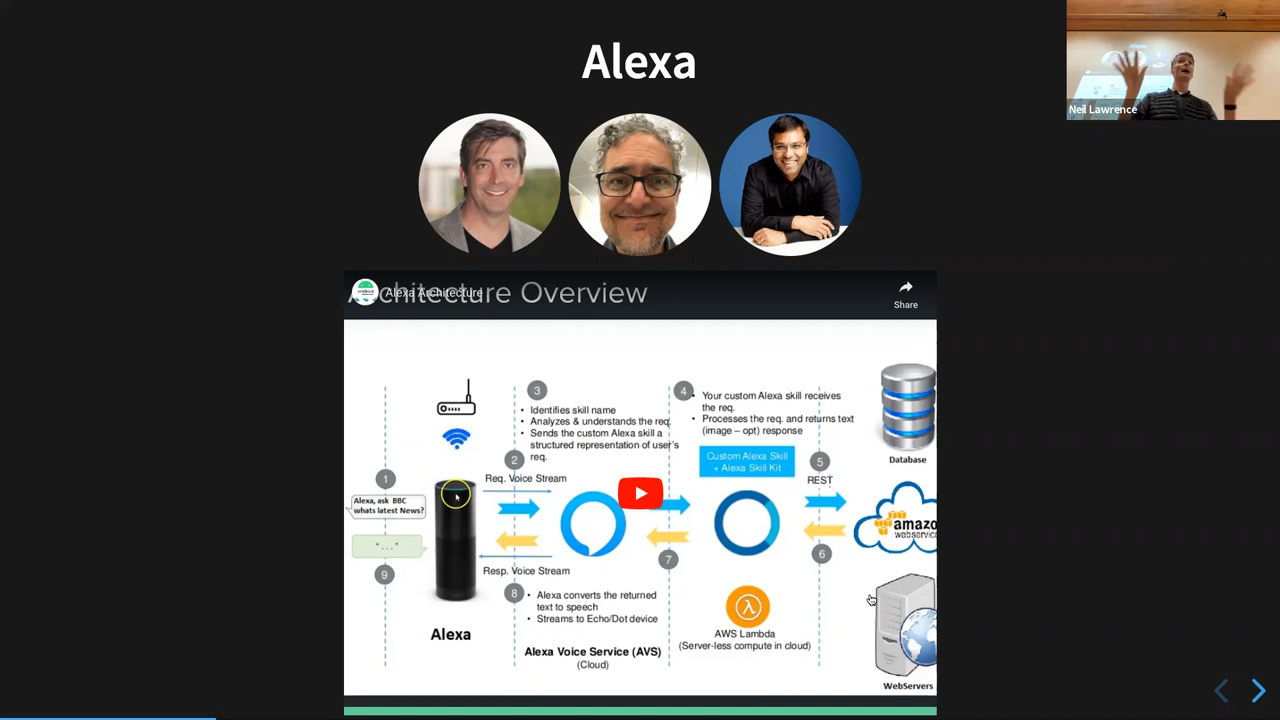 Alexa
Neil Lawrence
Architecture Overview
Alexa Architecture
Share
3
• Identifies skill name
• Analyzes & understands the req.
• Sends the custom Alexa skill a
structured representation of user's
req.
4
• Your custom Alexa skill receives
the req.
• Processes the req. and returns text
(image – opt) response
Custom Alexa Skill
+ Alexa Skill Kit
Database
2
Req. Voice Stream
5
REST
1
Alexa, ask BBC
whats latest News?
" ... "
9
amazo
webservice
7
6
Resp. Voice Stream
8
• Alexa converts the returned
text to speech
• Streams to Echo/Dot device
Alexa
Alexa Voice Service (AVS)
(Cloud)
λ
AWS Lambda
(Server-less compute in cloud)
WebServers